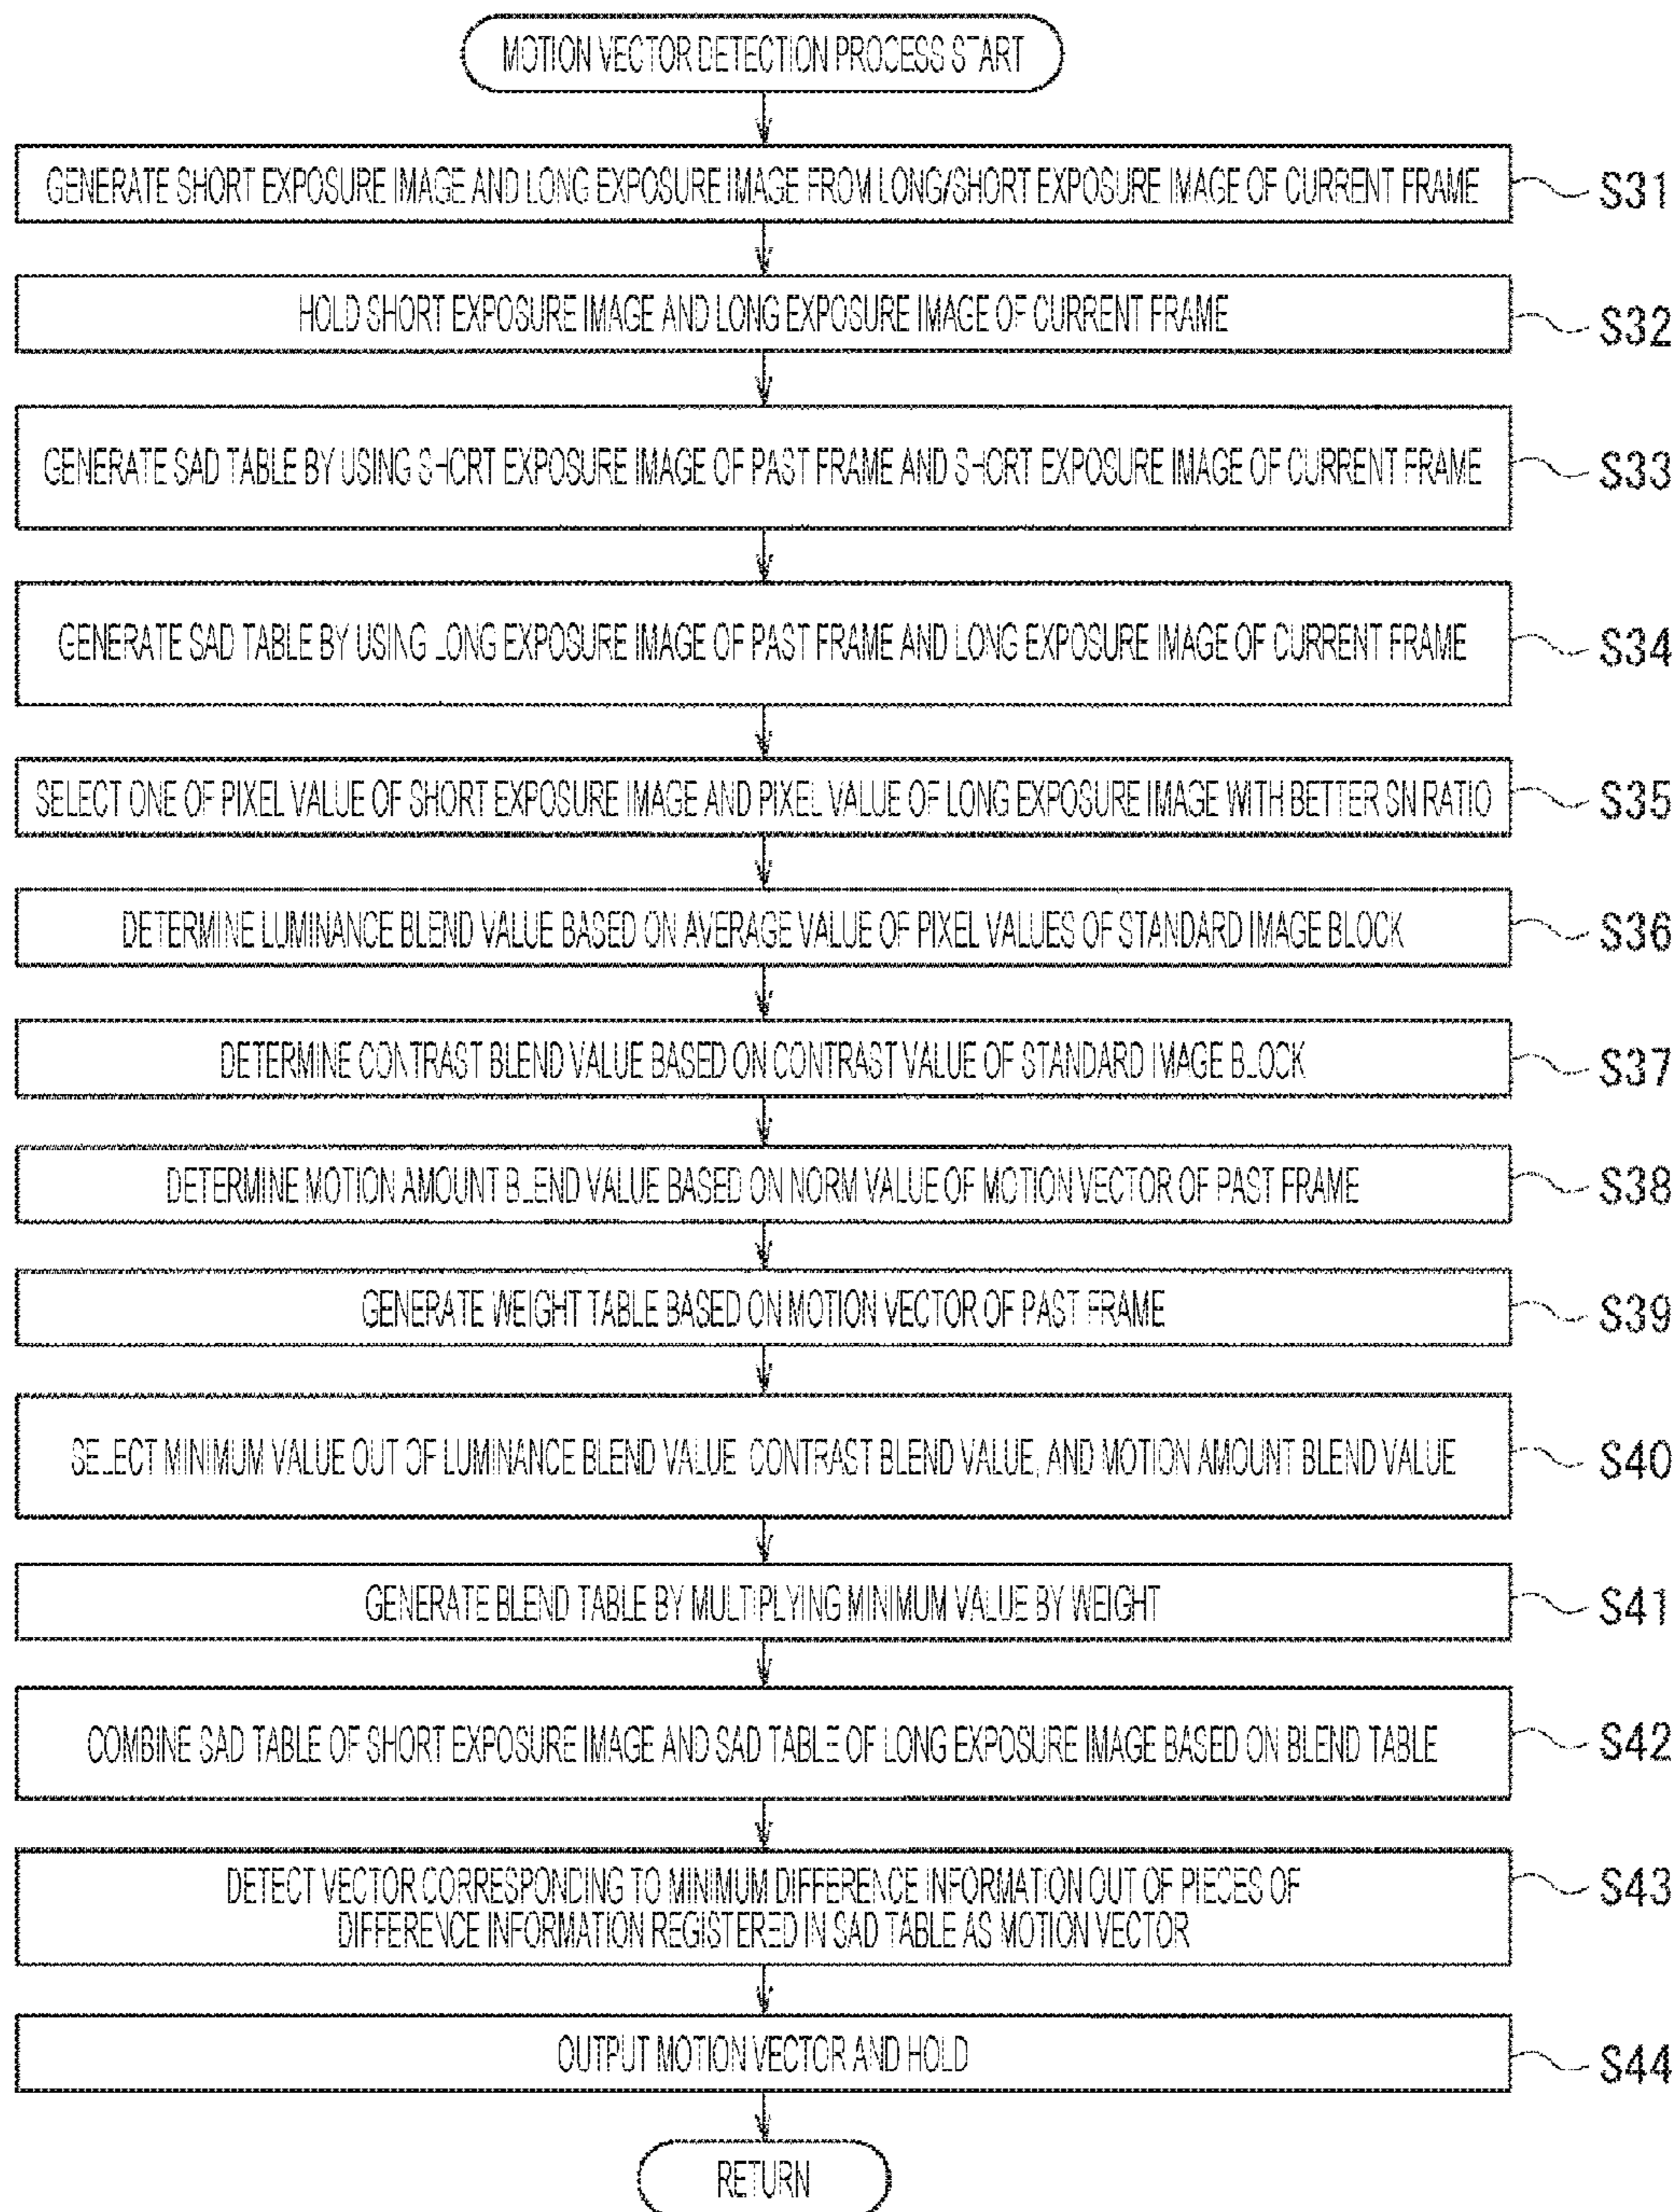 MOTION VECTOR DETECTION PROCESS START
GENERATE SHORT EXPOSURE IMAGE AND LONG EXPOSURE IMAGE FROM LONG/SHORT EXPOSURE IMAGE OF CURRENT FRAME
S31
HOLD SHORT EXPOSURE IMAGE AND LONG EXPOSURE IMAGE OF CURRENT FRAME
S32
GENERATE SAD TABLE BY USING SHORT EXPOSURE IMAGE OF PAST FRAME AND SHORT EXPOSURE IMAGE OF CURRENT FRAME
S33
GENERATE SAD TABLE BY USING LONG EXPOSURE IMAGE OF PAST FRAME AND LONG EXPOSURE IMAGE OF CURRENT FRAME
S34
SELECT ONE OF PIXEL VALUE OF SHORT EXPOSURE IMAGE AND PIXEL VALUE OF LONG EXPOSURE IMAGE WITH BETTER SN RATIO
S35
DETERMINE LUMINANCE BLEND VALUE BASED ON AVERAGE VALUE OF PIXEL VALUES OF STANDARD IMAGE BLOCK
S36
DETERMINE CONTRAST BLEND VALUE BASED ON CONTRAST VALUE OF STANDARD IMAGE BLOCK
S37
DETERMINE MOTION AMOUNT BLEND VALUE BASED ON NORM VALUE OF MOTION VECTOR OF PAST FRAME
S38
GENERATE WEIGHT TABLE BASED ON MOTION VECTOR OF PAST FRAME
S39
SELECT MINIMUM VALUE OUT OF LUMINANCE BLEND VALUE, CONTRAST BLEND VALUE, AND MOTION AMOUNT BLEND VALUE
S40
GENERATE BLEND TABLE BY MULTIPLYING MINIMUM VALUE BY WEIGHT
S41
COMBINE SAD TABLE OF SHORT EXPOSURE IMAGE AND SAD TABLE OF LONG EXPOSURE IMAGE BASED ON BLEND TABLE
S42
DETECT VECTOR CORRESPONDING TO MINIMUM DIFFERENCE INFORMATION OUT OF PIECES OF
DIFFERENCE INFORMATION REGISTERED IN SAD TABLE AS MOTION VECTOR
S43
OUTPUT MOTION VECTOR AND HOLD
S44
RETURN